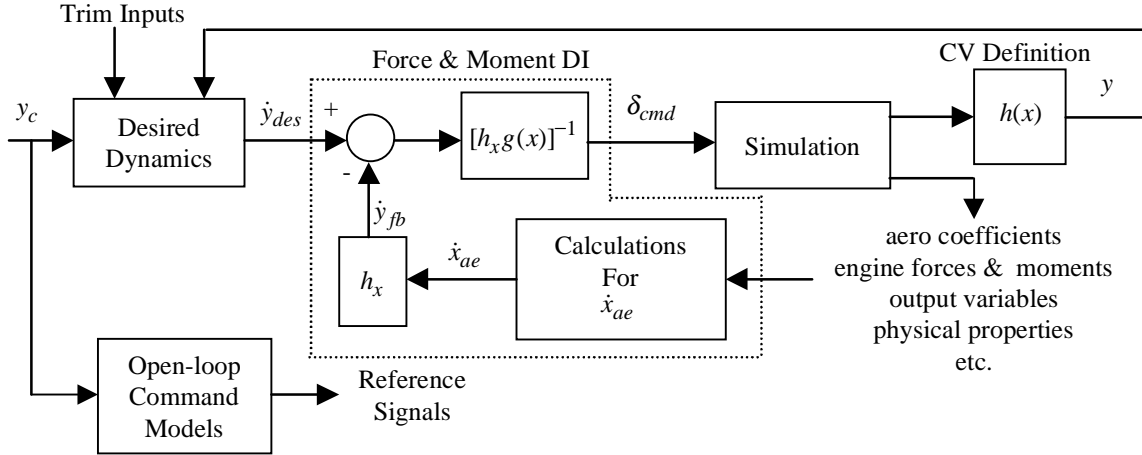 Trim Inputs
Force & Moment DI
CV Definition
y_c
Desired
Dynamics
ẏ_des
+
-
[h_x g(x)]⁻¹
δ_cmd
Simulation
h(x)
y
ẏ_fb
h_x
ẋ_ae
Calculations
For
ẋ_ae
aero coefficients
engine forces & moments
output variables
physical properties
etc.
Open-loop
Command
Models
Reference
Signals